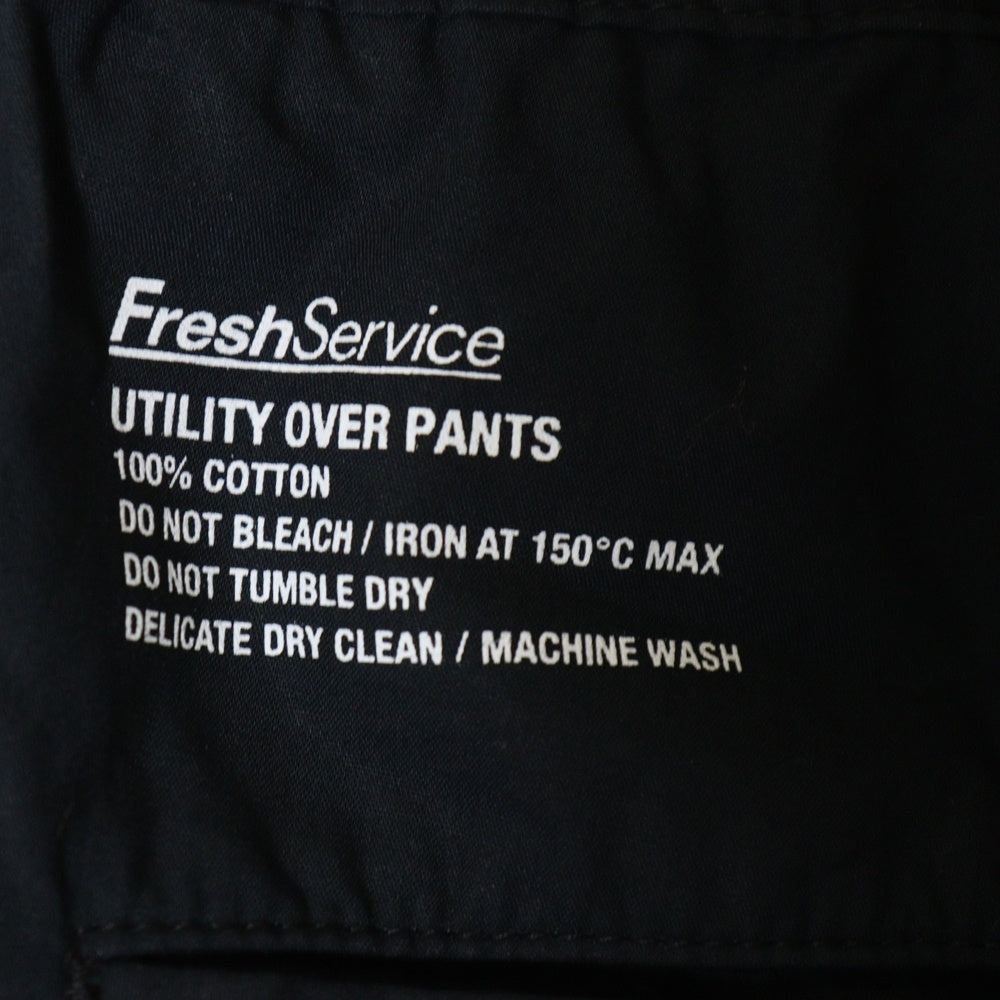 FreshService
UTILITY OVER PANTS
100% COTTON
DO NOT BLEACH / IRON AT 150°C MAX
DO NOT TUMBLE DRY
DELICATE DRY CLEAN / MACHINE WASH